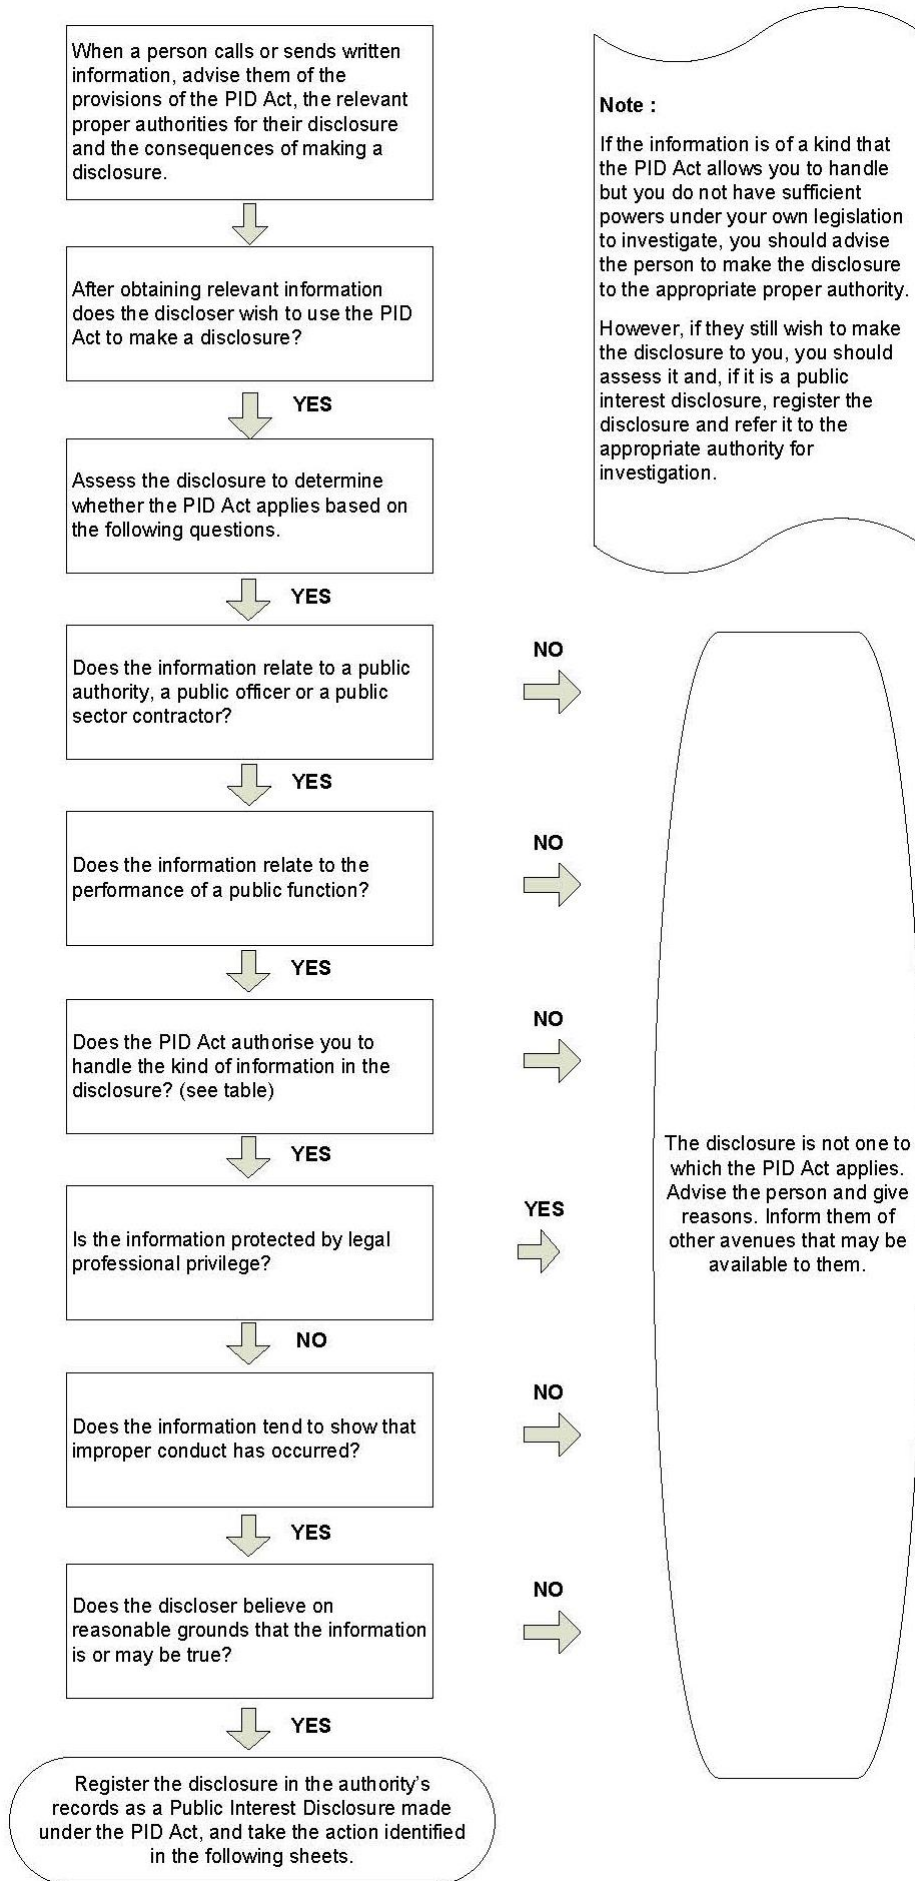 When a person calls or sends written
information, advise them of the
provisions of the PID Act, the relevant
proper authorities for their disclosure
and the consequences of making a
disclosure.
After obtaining relevant information
does the discloser wish to use the PID
Act to make a disclosure?
YES
Assess the disclosure to determine
whether the PID Act applies based on
the following questions.
YES
Does the information relate to a public
authority, a public officer or a public
sector contractor?
NO
YES
Does the information relate to the
performance of a public function?
NO
YES
Does the PID Act authorise you to
handle the kind of information in the
disclosure? (see table)
NO
YES
Is the information protected by legal
professional privilege?
YES
NO
Does the information tend to show that
improper conduct has occurred?
NO
YES
Does the discloser believe on
reasonable grounds that the information
is or may be true?
NO
YES
Register the disclosure in the authority's
records as a Public Interest Disclosure made
under the PID Act, and take the action identified
in the following sheets.
Note :
If the information is of a kind that
the PID Act allows you to handle
but you do not have sufficient
powers under your own legislation
to investigate, you should advise
the person to make the disclosure
to the appropriate proper authority.
However, if they still wish to make
the disclosure to you, you should
assess it and, if it is a public
interest disclosure, register the
disclosure and refer it to the
appropriate authority for
investigation.
The disclosure is not one to
which the PID Act applies.
Advise the person and give
reasons. Inform them of
other avenues that may be
available to them.